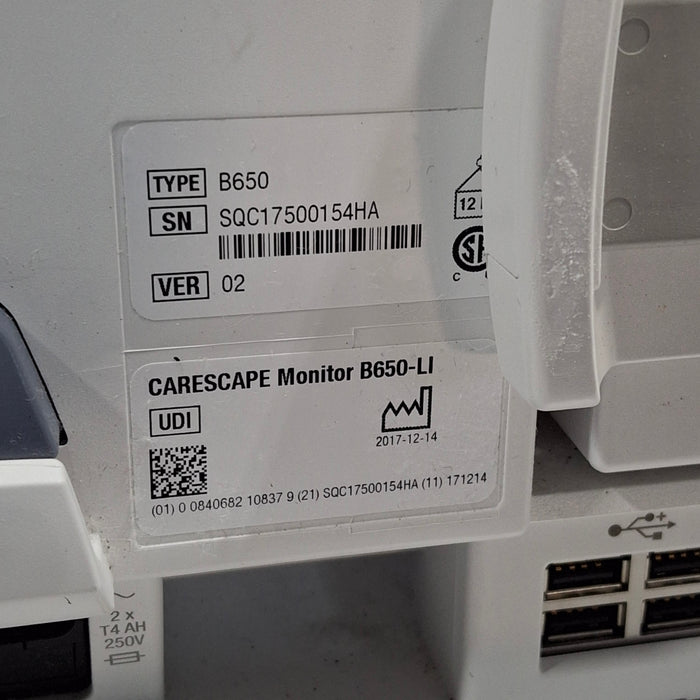 TYPE B650
SN SQC17500154HA
12
VER 02
C
CARESCAPE Monitor B650-LI
UDI
2017-12-14
(01) 0 0840682 10837 9 (21) SQC17500154HA (11) 171214
2 x
T4 AH
250V